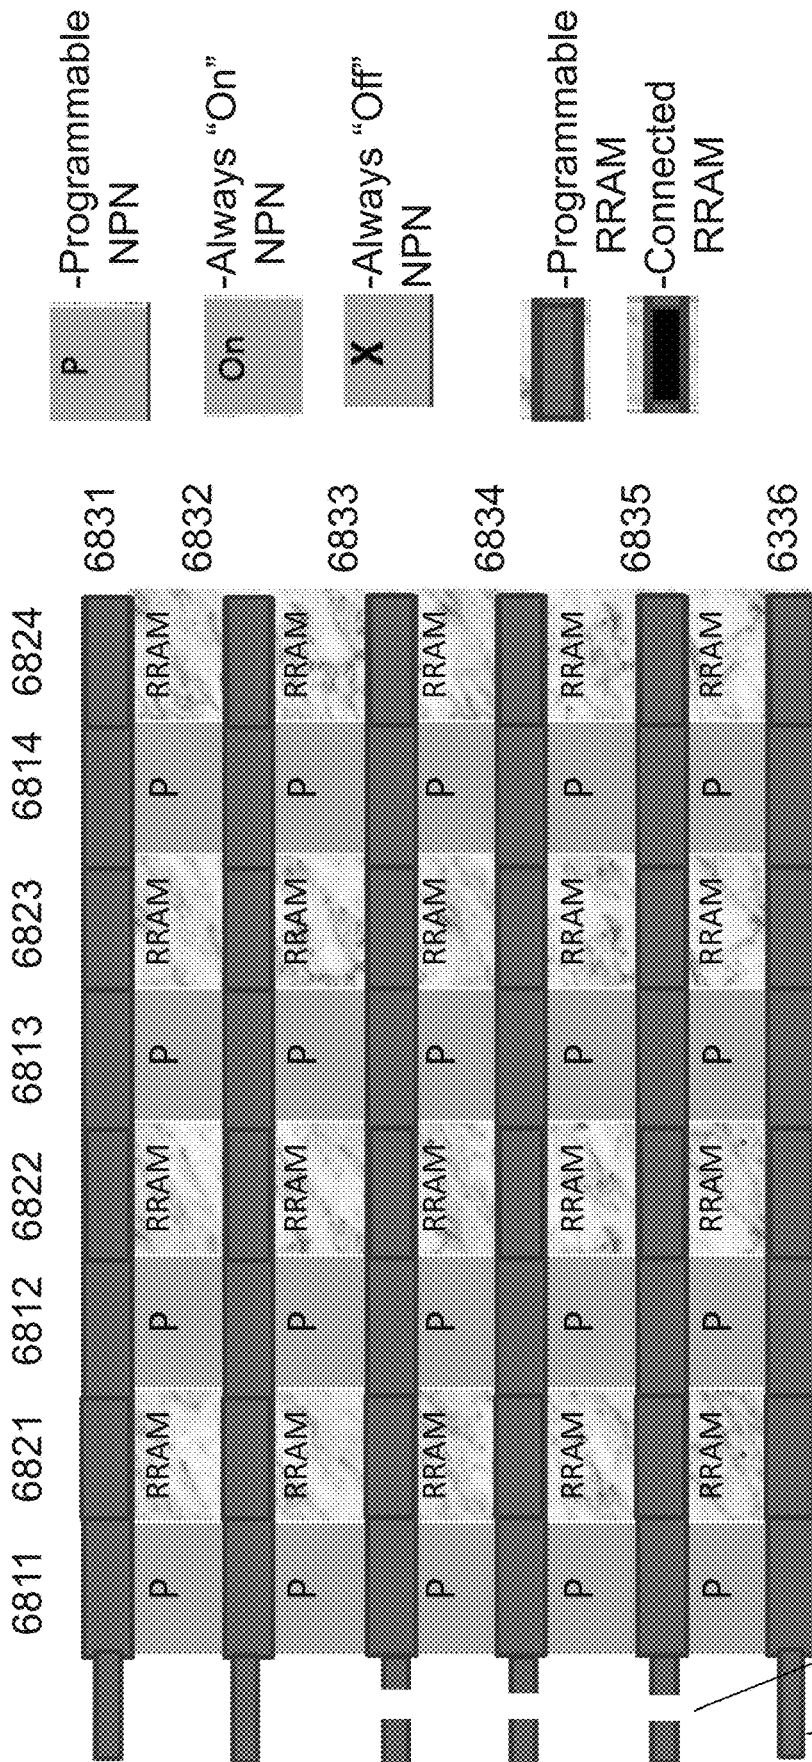 6811 6821 6812 6822 6813 6823 6814 6824
6831
P RRAM P RRAM P RRAM P RRAM
6832
P RRAM P RRAM P RRAM P RRAM
6833
P RRAM P RRAM P RRAM P RRAM
6834
P RRAM P RRAM P RRAM P RRAM
6835
P RRAM P RRAM P RRAM P RRAM
6336
P
-Programmable
NPN
On
-Always "On"
NPN
X
-Always "Off"
NPN
-Programmable
RRAM
-Connected
RRAM